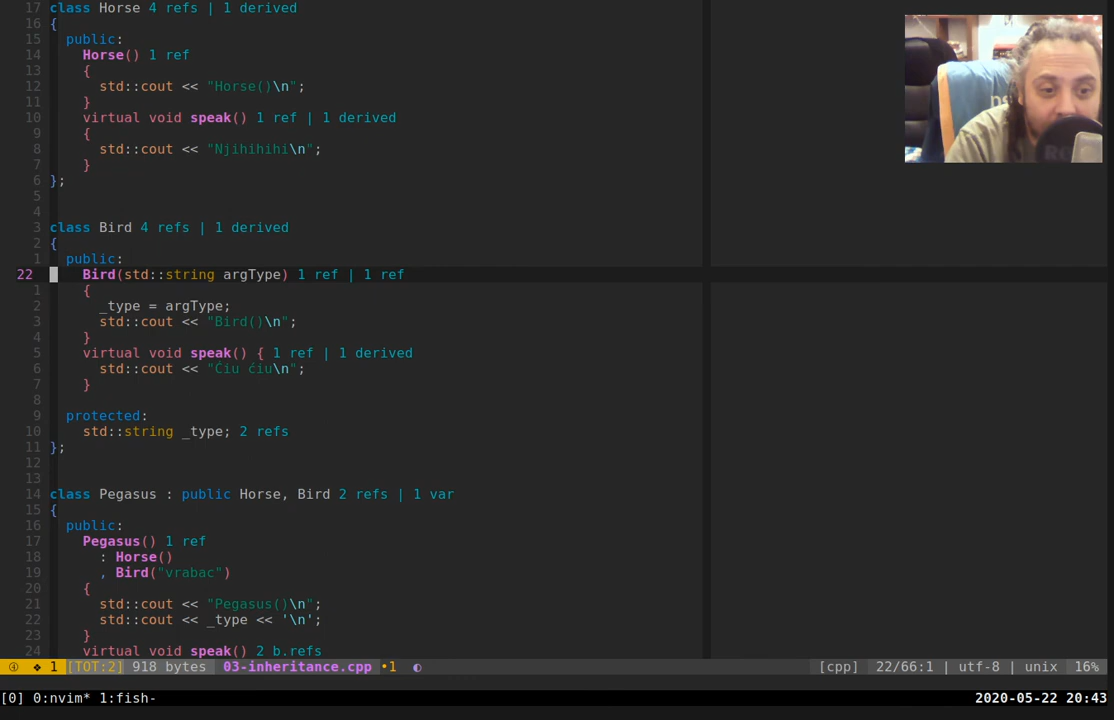 17 class Horse 4 refs | 1 derived
16 {
15   public:
14     Horse() 1 ref
13     {
12       std::cout << "Horse()\n";
11     }
10     virtual void speak() 1 ref | 1 derived
9     {
8       std::cout << "Njihihihi\n";
7     }
6 };
5
4
3 class Bird 4 refs | 1 derived
2 {
1   public:
22     Bird(std::string argType) 1 ref | 1 ref
1     {
2       _type = argType;
3       std::cout << "Bird()\n";
4     }
5     virtual void speak() { 1 ref | 1 derived
6       std::cout << "Ćiu ćiu\n";
7     }
8
9   protected:
10     std::string _type; 2 refs
11 };
12
13
14 class Pegasus : public Horse, Bird 2 refs | 1 var
15 {
16   public:
17     Pegasus() 1 ref
18       : Horse()
19       , Bird("vrabac")
20     {
21       std::cout << "Pegasus()\n";
22       std::cout << _type << '\n';
23     }
24     virtual void speak() 2 b.refs
④ ❖ 1 [TOT:2] 918 bytes 03-inheritance.cpp •1 [cpp] 22/66:1 | utf-8 | unix 16%
[0] 0:nvim* 1:fish- 2020-05-22 20:43